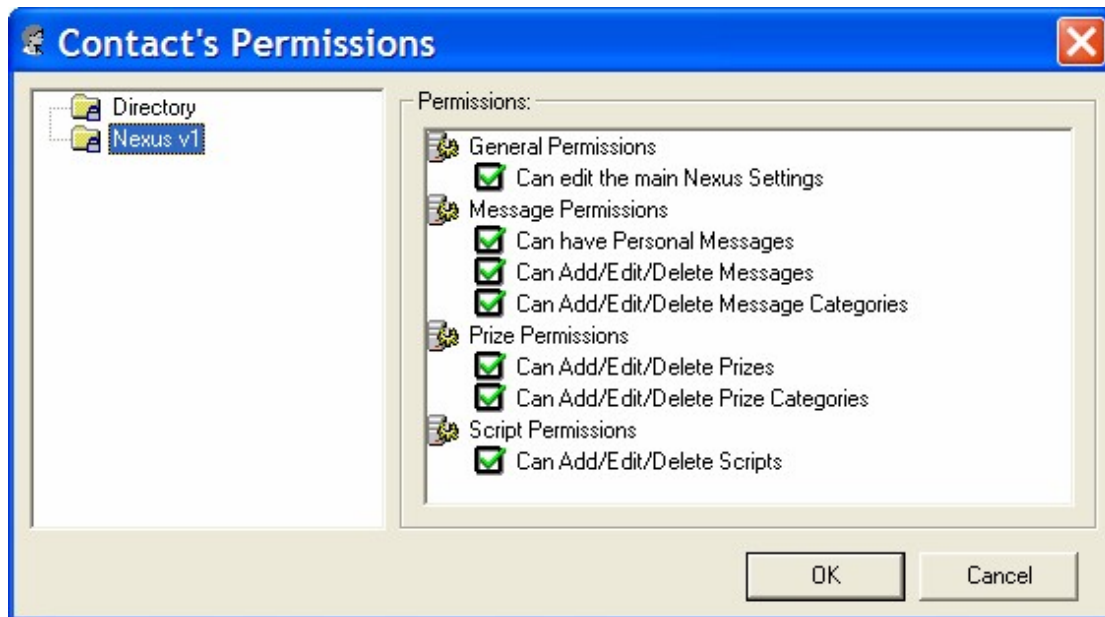 Contact's Permissions
Directory
Nexus v1
Permissions:
General Permissions
Can edit the main Nexus Settings
Message Permissions
Can have Personal Messages
Can Add/Edit/Delete Messages
Can Add/Edit/Delete Message Categories
Prize Permissions
Can Add/Edit/Delete Prizes
Can Add/Edit/Delete Prize Categories
Script Permissions
Can Add/Edit/Delete Scripts
OK
Cancel